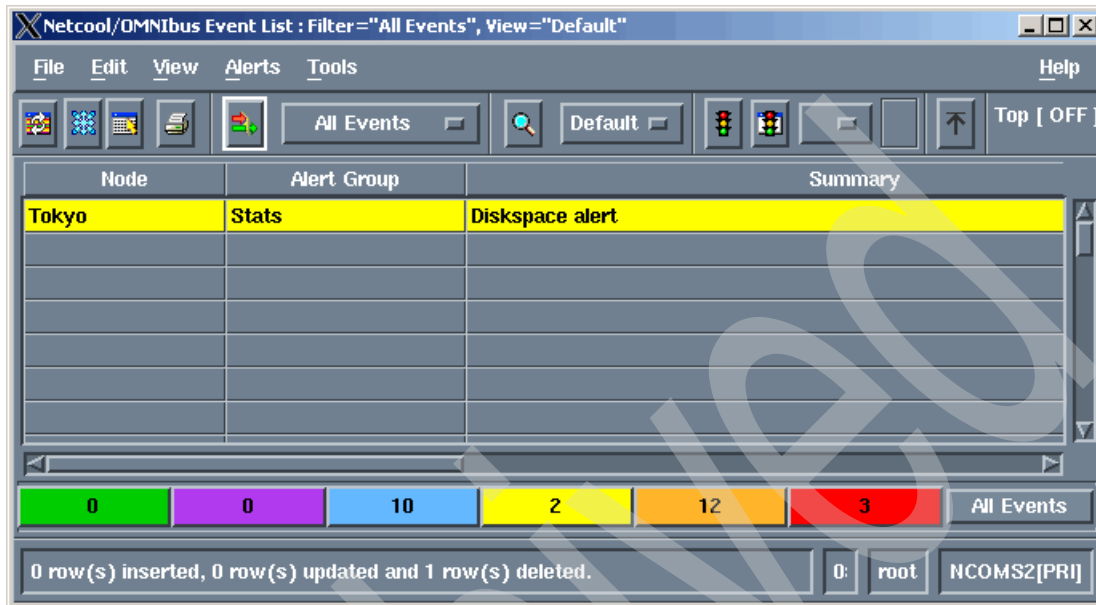 Netcool/OMNIbus Event List : Filter="All Events", View="Default"
File Edit View Alerts Tools Help
All Events Default Top [ OFF ]
Node Alert Group Summary
Tokyo Stats Diskspace alert
0 0 10 2 12 3 All Events
0 row(s) inserted, 0 row(s) updated and 1 row(s) deleted. 0: root NCOMS2[PRI]